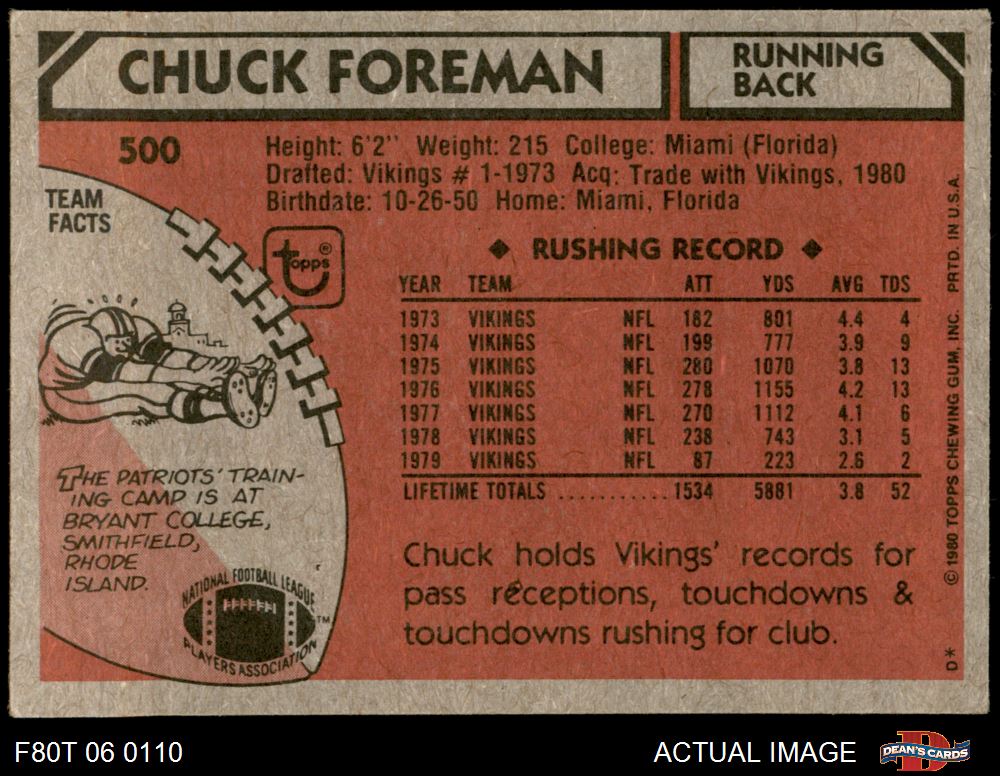 CHUCK FOREMAN
RUNNING
BACK
500
Height: 6'2" Weight: 215 College: Miami (Florida)
Drafted: Vikings # 1-1973 Acq: Trade with Vikings, 1980
Birthdate: 10-26-50 Home: Miami, Florida
TEAM
FACTS
topps®
◆ RUSHING RECORD ◆
YEAR TEAM ATT YDS AVG TDS
1973 VIKINGS NFL 182 801 4.4 4
1974 VIKINGS NFL 199 777 3.9 9
1975 VIKINGS NFL 280 1070 3.8 13
1976 VIKINGS NFL 278 1155 4.2 13
1977 VIKINGS NFL 270 1112 4.1 6
1978 VIKINGS NFL 238 743 3.1 5
1979 VIKINGS NFL 87 223 2.6 2
LIFETIME TOTALS ........... 1534 5881 3.8 52
THE PATRIOTS' TRAIN-
ING CAMP IS AT
BRYANT COLLEGE,
SMITHFIELD,
RHODE
ISLAND.
NATIONAL FOOTBALL LEAGUE
PLAYERS ASSOCIATION
TM
Chuck holds Vikings' records for
pass receptions, touchdowns &
touchdowns rushing for club.
D* © 1980 TOPPS CHEWING GUM, INC. PRTD. IN U.S.A.
F80T 06 0110
ACTUAL IMAGE
DEAN'S CARDS